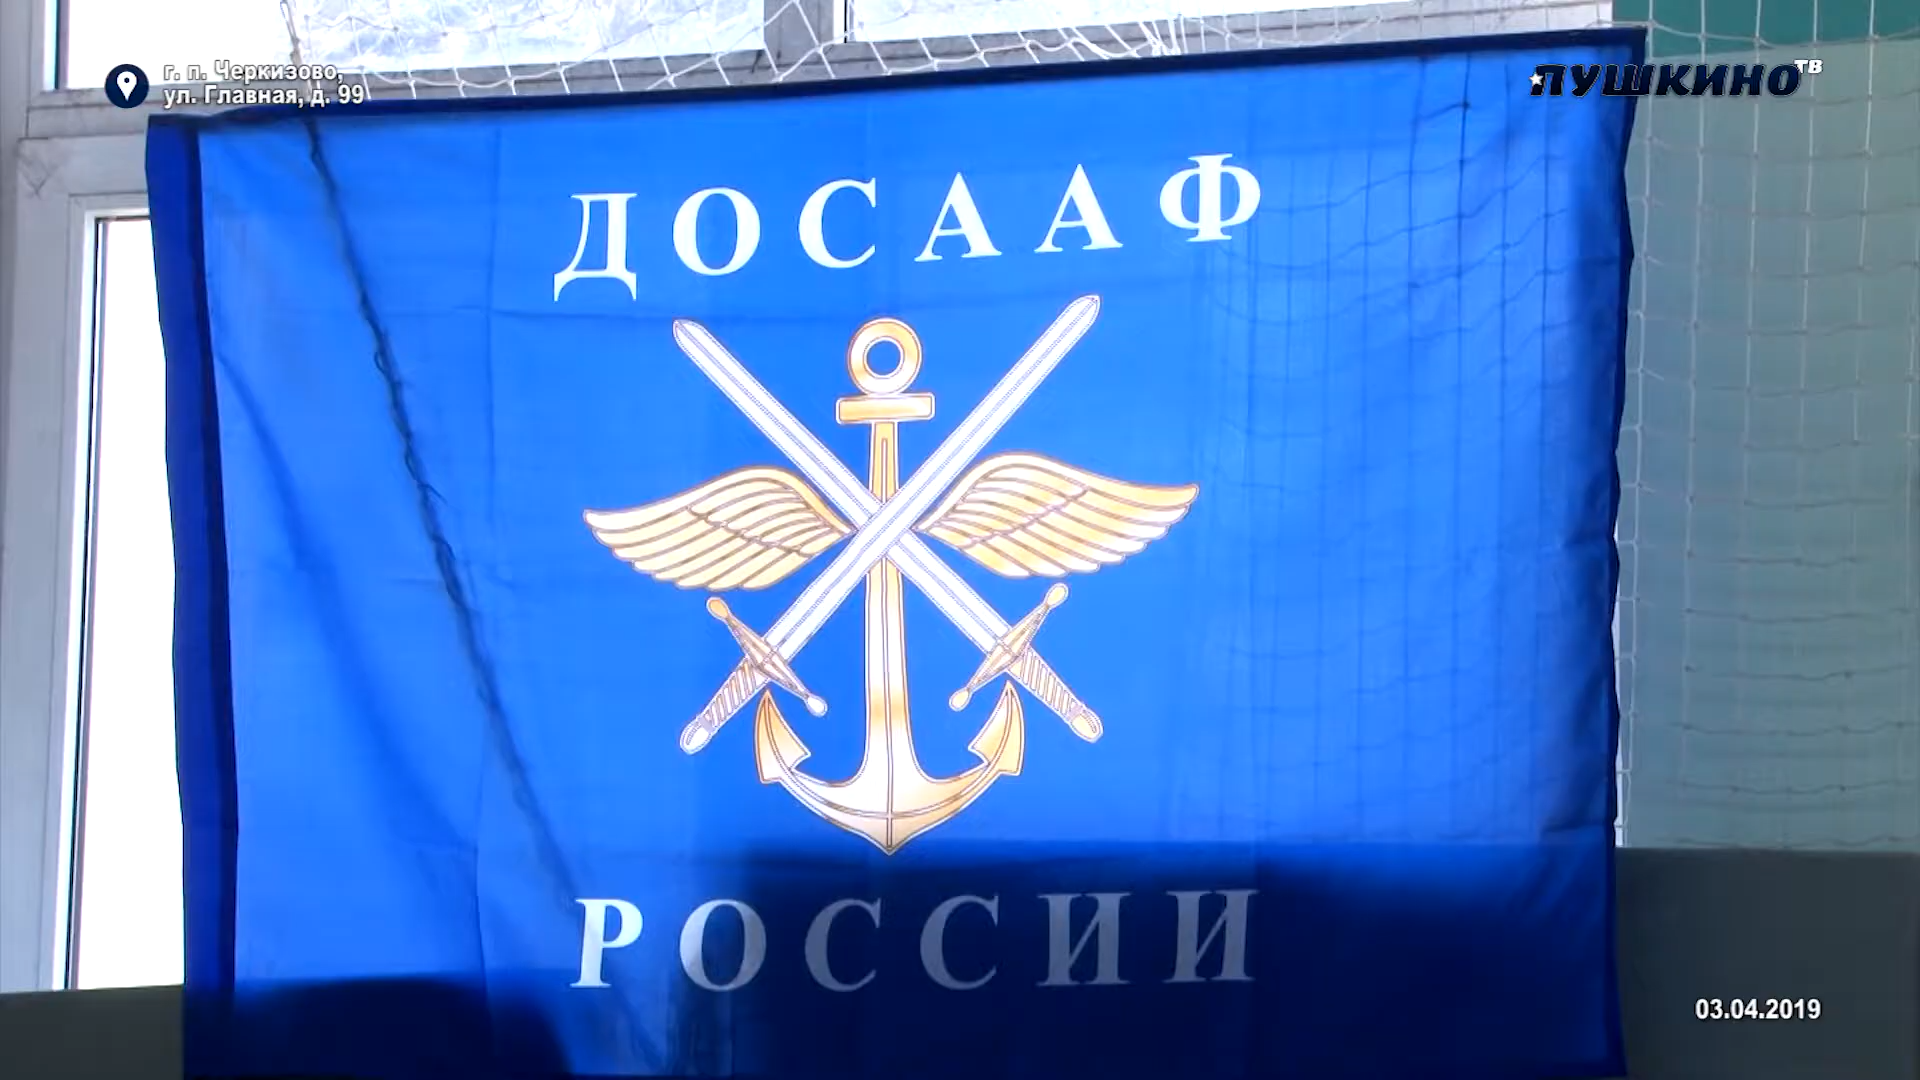 г. п. Черкизово,
ул. Главная, д. 99
ПУШКИНО ТВ
ДОСААФ
РОССИИ
03.04.2019